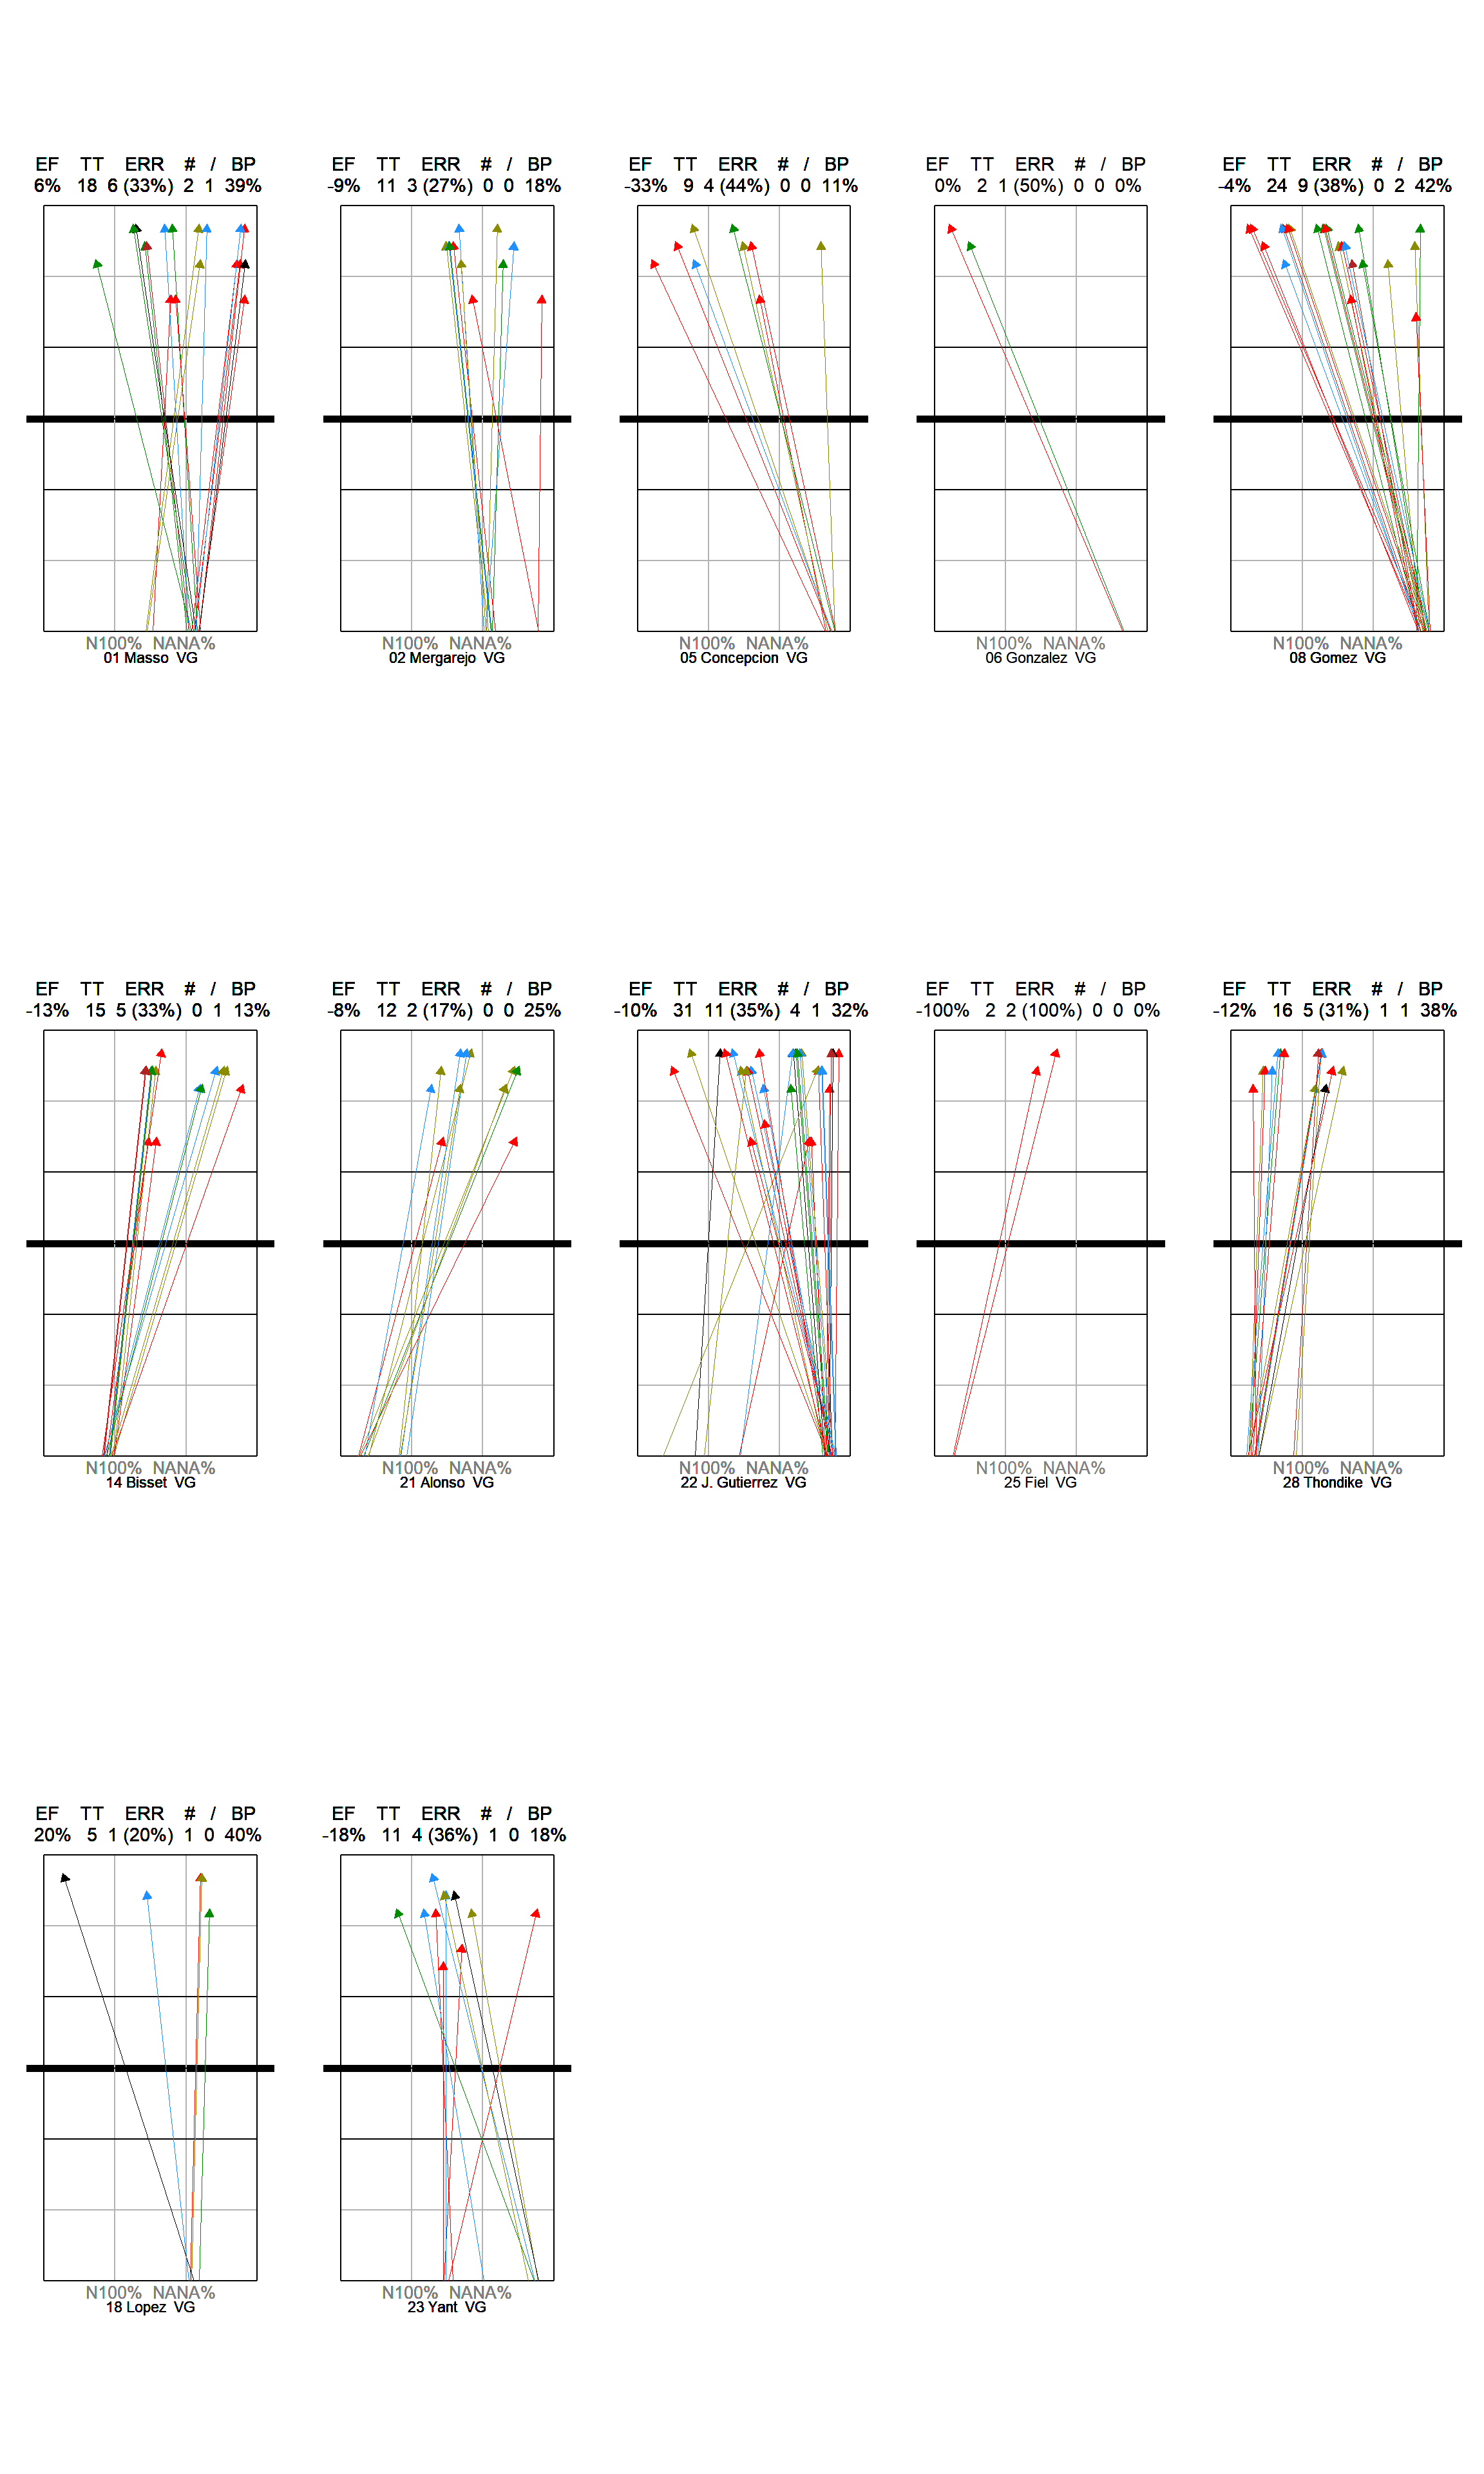 EF TT ERR # / BP
6% 18 6 (33%) 2 1 39%
N100% NANA%
01 Masso VG
EF TT ERR # / BP
-9% 11 3 (27%) 0 0 18%
N100% NANA%
02 Mergarejo VG
EF TT ERR # / BP
-33% 9 4 (44%) 0 0 11%
N100% NANA%
05 Concepcion VG
EF TT ERR # / BP
0% 2 1 (50%) 0 0 0%
N100% NANA%
06 Gonzalez VG
EF TT ERR # / BP
-4% 24 9 (38%) 0 2 42%
N100% NANA%
08 Gomez VG
EF TT ERR # / BP
-13% 15 5 (33%) 0 1 13%
N100% NANA%
14 Bisset VG
EF TT ERR # / BP
-8% 12 2 (17%) 0 0 25%
N100% NANA%
21 Alonso VG
EF TT ERR # / BP
-10% 31 11 (35%) 4 1 32%
N100% NANA%
22 J. Gutierrez VG
EF TT ERR # / BP
-100% 2 2 (100%) 0 0 0%
N100% NANA%
25 Fiel VG
EF TT ERR # / BP
-12% 16 5 (31%) 1 1 38%
N100% NANA%
28 Thondike VG
EF TT ERR # / BP
20% 5 1 (20%) 1 0 40%
N100% NANA%
18 Lopez VG
EF TT ERR # / BP
-18% 11 4 (36%) 1 0 18%
N100% NANA%
23 Yant VG